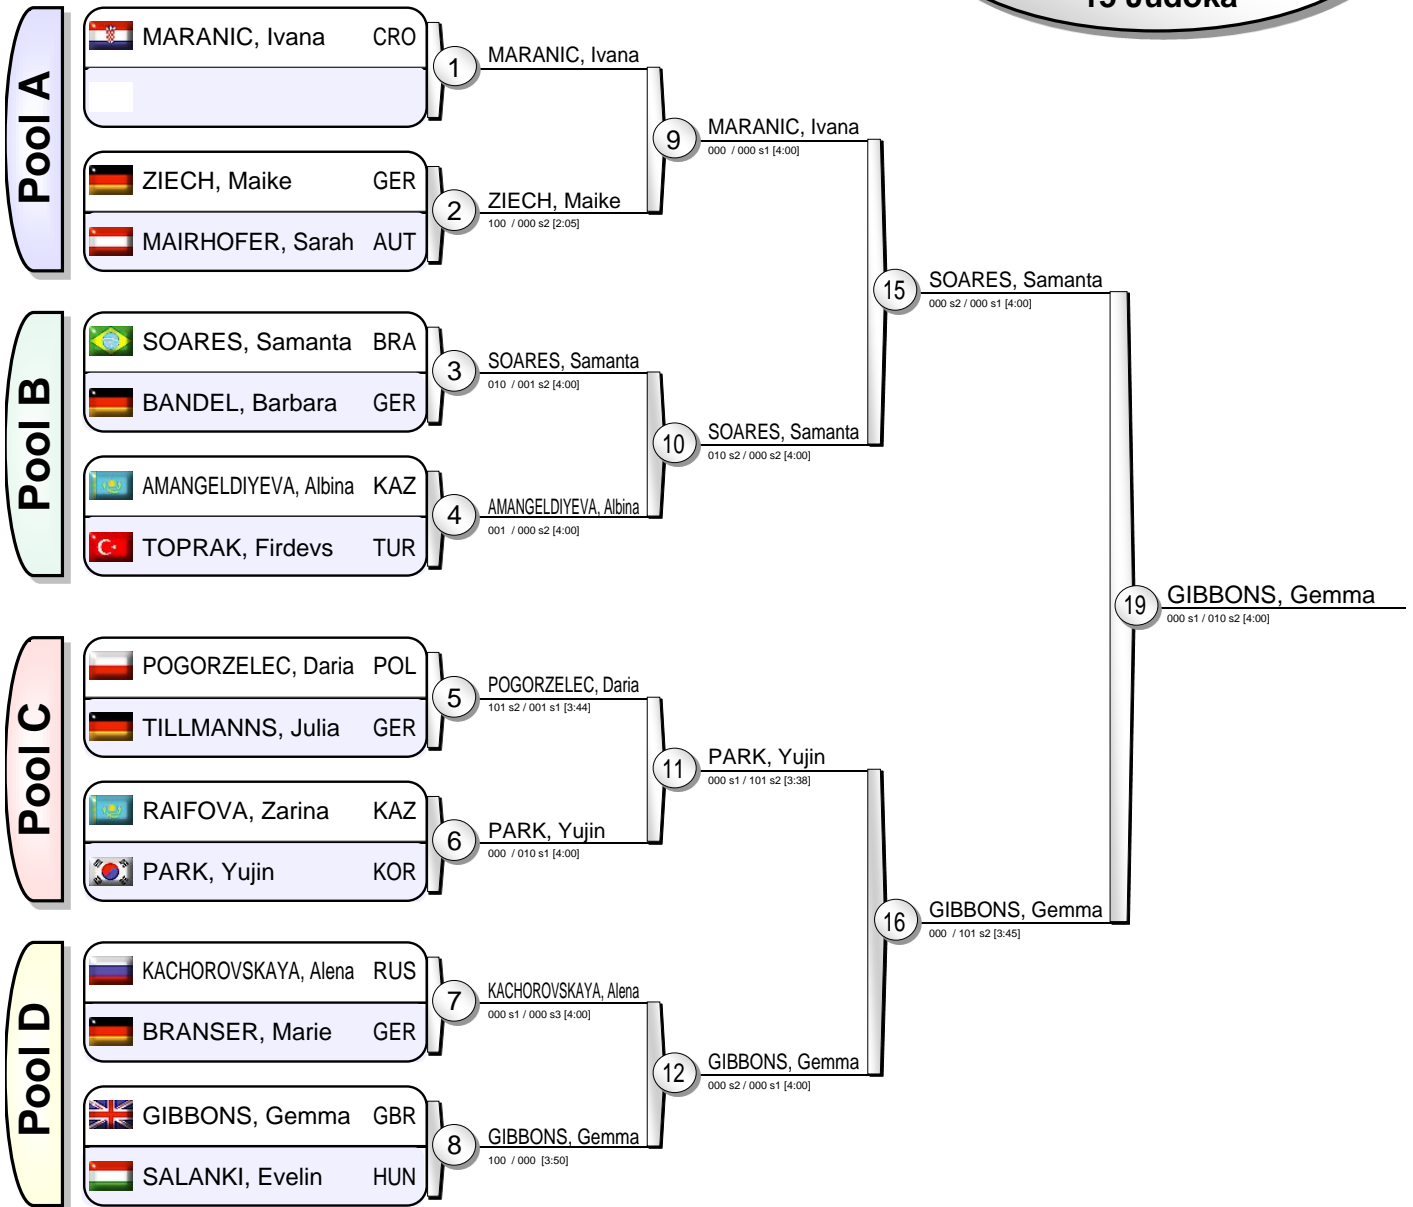 15 Judoka
Pool A
MARANIC, Ivana CRO
1
ZIECH, Maike GER
MAIRHOFER, Sarah AUT
2
Pool B
SOARES, Samanta BRA
BANDEL, Barbara GER
3
AMANGELDIYEVA, Albina KAZ
TOPRAK, Firdevs TUR
4
Pool C
POGORZELEC, Daria POL
TILLMANNS, Julia GER
5
RAIFOVA, Zarina KAZ
PARK, Yujin KOR
6
Pool D
KACHOROVSKAYA, Alena RUS
BRANSER, Marie GER
7
GIBBONS, Gemma GBR
SALANKI, Evelin HUN
8
MARANIC, Ivana
ZIECH, Maike
100 / 000 s2 [2:05]
9
SOARES, Samanta
010 / 001 s2 [4:00]
AMANGELDIYEVA, Albina
001 / 000 s2 [4:00]
10
POGORZELEC, Daria
101 s2 / 001 s1 [3:44]
PARK, Yujin
000 / 010 s1 [4:00]
11
KACHOROVSKAYA, Alena
000 s1 / 000 s3 [4:00]
GIBBONS, Gemma
100 / 000 [3:50]
12
MARANIC, Ivana
000 / 000 s1 [4:00]
SOARES, Samanta
010 s2 / 000 s2 [4:00]
15
PARK, Yujin
000 s1 / 101 s2 [3:38]
GIBBONS, Gemma
000 s2 / 000 s1 [4:00]
16
SOARES, Samanta
000 s2 / 000 s1 [4:00]
GIBBONS, Gemma
000 / 101 s2 [3:45]
19
GIBBONS, Gemma
000 s1 / 010 s2 [4:00]